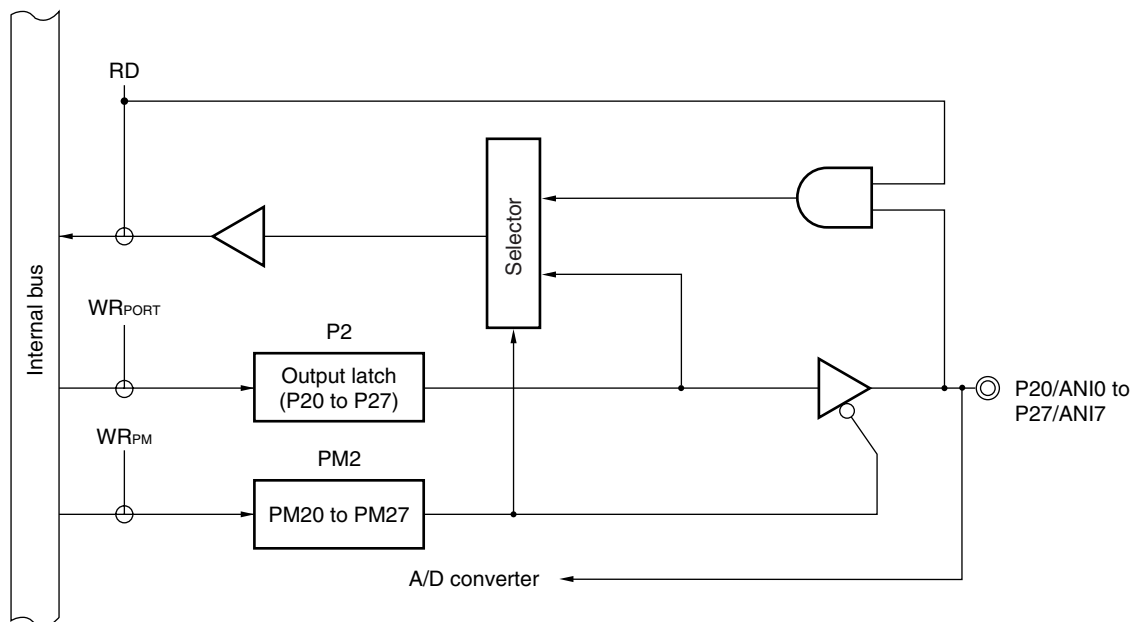 RD
Selector
Internal bus
WRPORT
P2
Output latch
(P20 to P27)
P20/ANI0 to
P27/ANI7
WRPM
PM2
PM20 to PM27
A/D converter